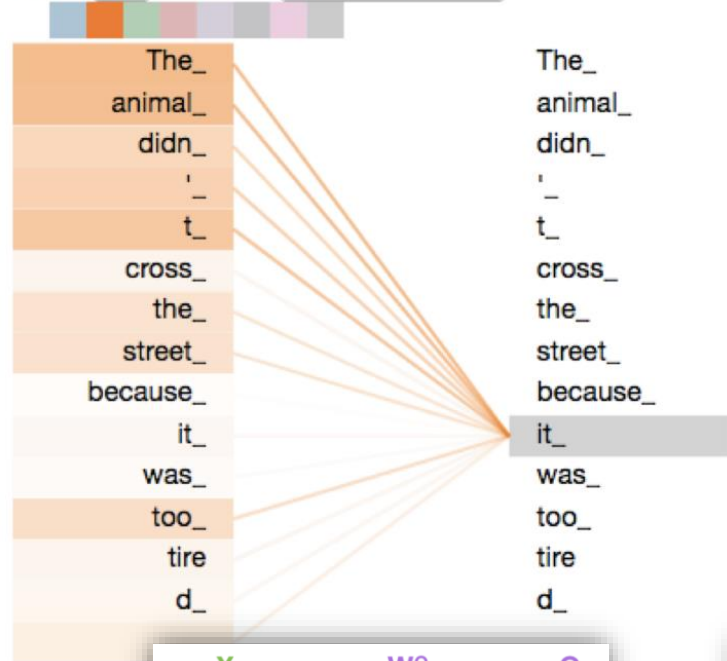 The_ The_
animal_ animal_
didn_ didn_
'_ '_
t_ t_
cross_ cross_
the_ the_
street_ street_
because_ because_
it_ it_
was_ was_
too_ too_
tire tire
d_ d_